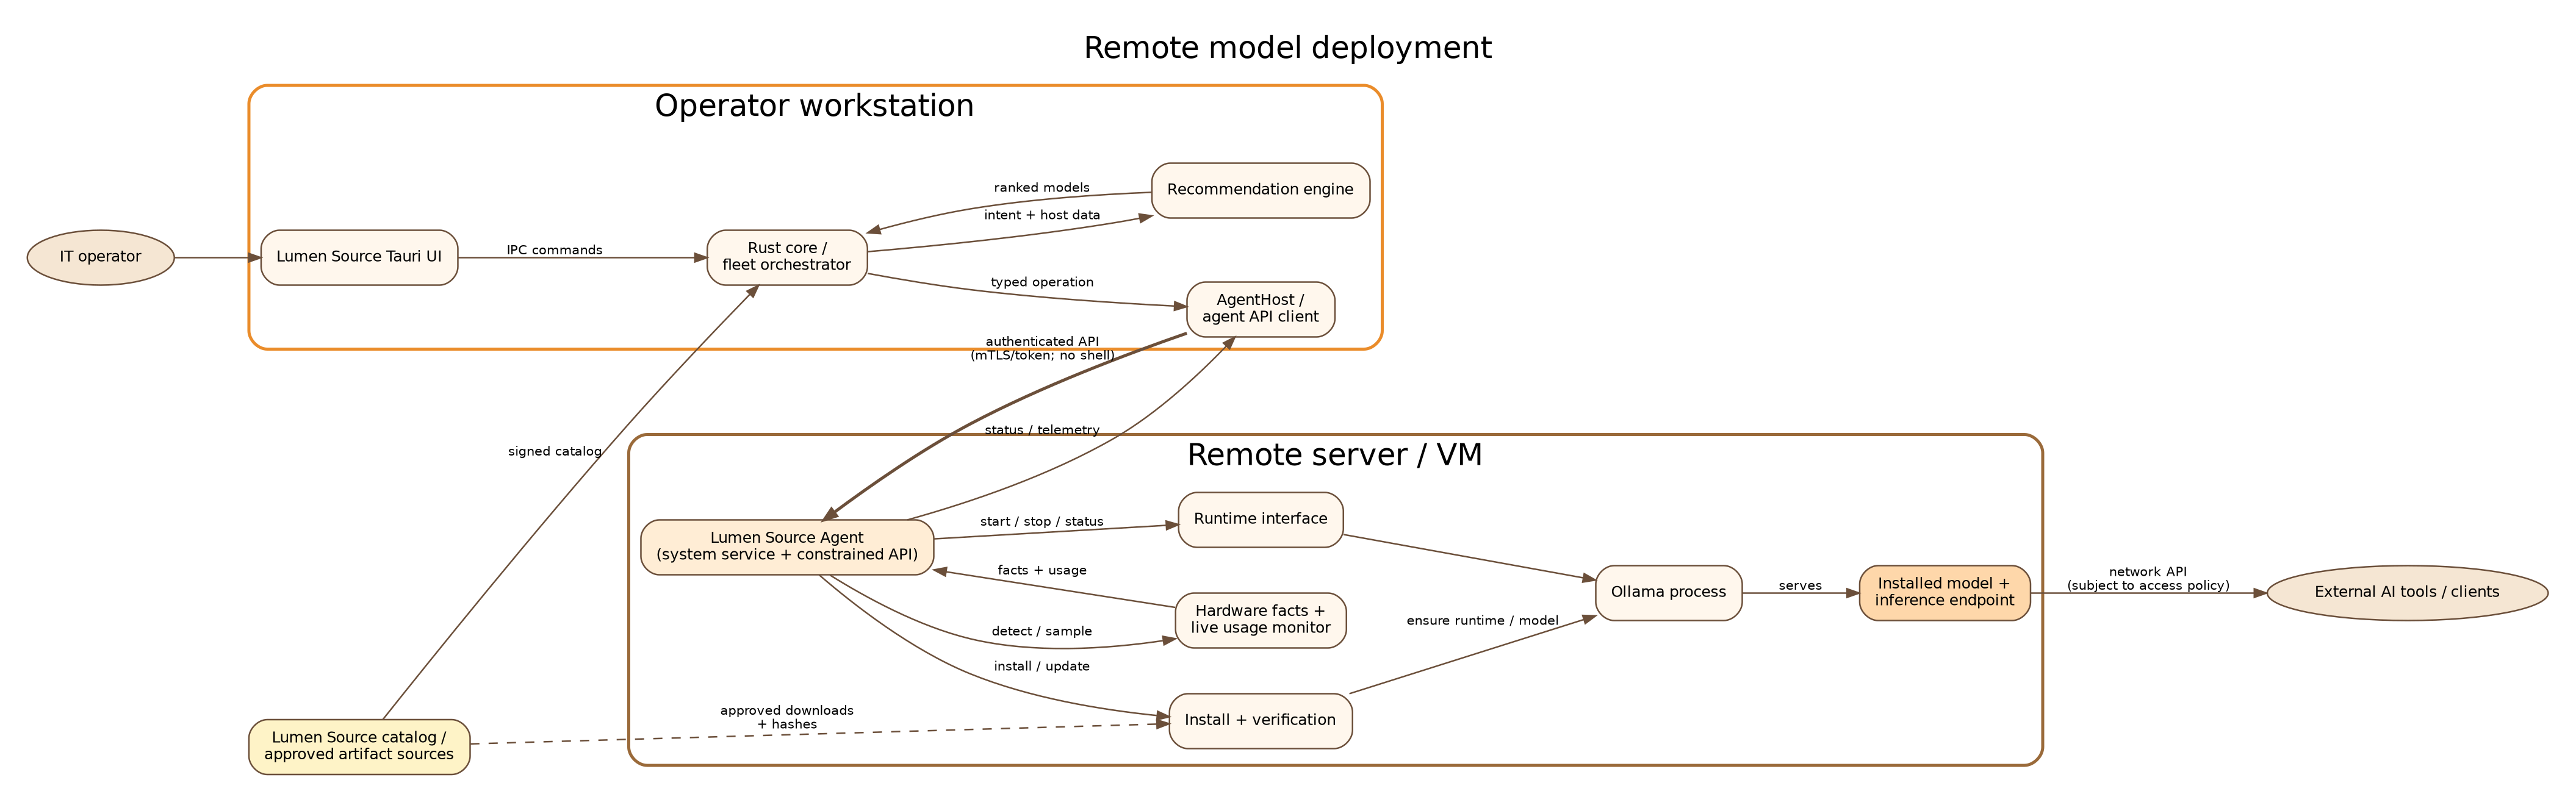 Remote model deployment
Operator workstation
Recommendation engine
ranked models
intent + host data
IT operator
Lumen Source Tauri UI
IPC commands
Rust core /
fleet orchestrator
typed operation
AgentHost /
agent API client
authenticated API
(mTLS/token; no shell)
status / telemetry
signed catalog
Remote server / VM
Lumen Source Agent
(system service + constrained API)
start / stop / status
Runtime interface
facts + usage
Hardware facts +
live usage monitor
detect / sample
install / update
Install + verification
ensure runtime / model
Ollama process
serves
Installed model +
inference endpoint
network API
(subject to access policy)
External AI tools / clients
approved downloads
+ hashes
Lumen Source catalog /
approved artifact sources